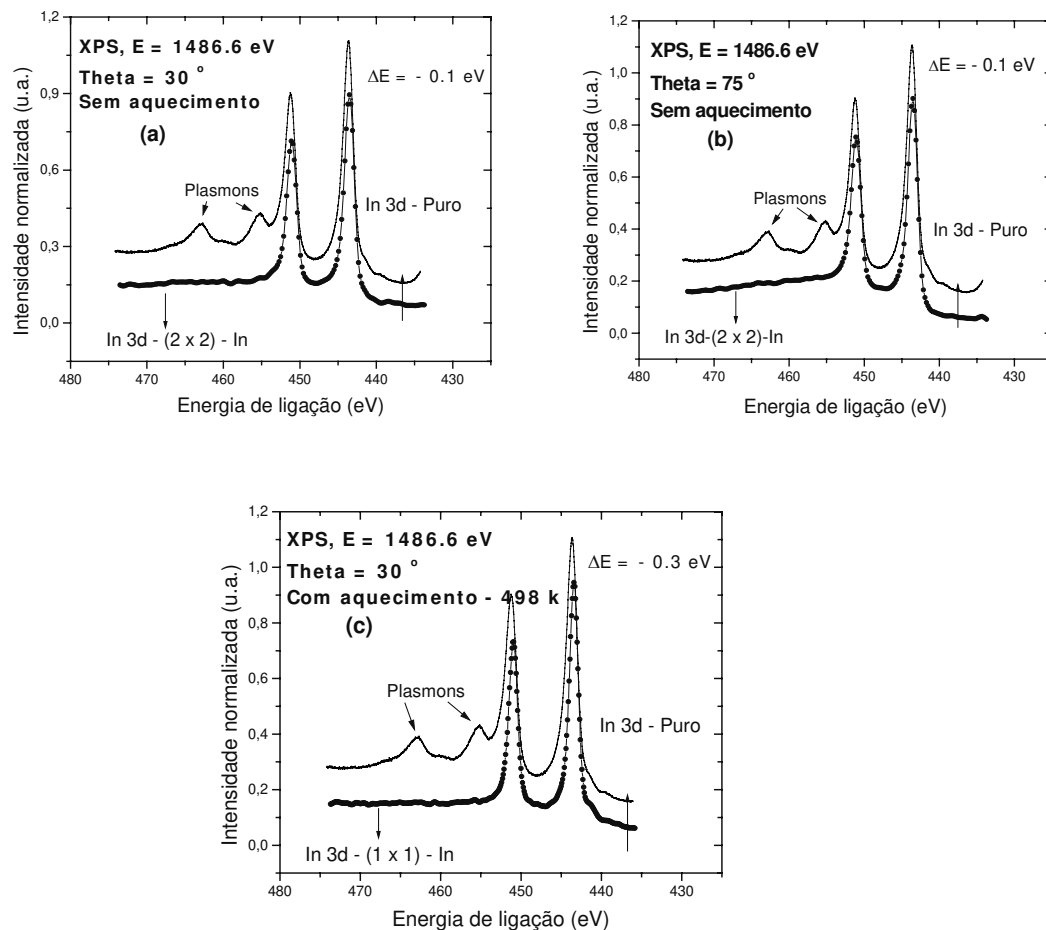 1,2
0,9
0,6
0,3
0,0
480
470
460
450
440
430
Intensidade normalizada (u.a.)
Energia de ligação (eV)
XPS, E = 1486.6 eV
Theta = 30 °
Sem aquecimento
(a)
ΔE = - 0.1 eV
Plasmons
In 3d - Puro
In 3d - (2 x 2) - In
1,2
1,0
0,8
0,6
0,4
0,2
0,0
480
470
460
450
440
430
Intensidade normalizada (u.a.)
Energia de ligação (eV)
XPS, E = 1486.6 eV
Theta = 75 °
Sem aquecimento
(b)
ΔE = - 0.1 eV
Plasmons
In 3d - Puro
In 3d-(2 x 2)-In
1,2
1,0
0,8
0,6
0,4
0,2
0,0
480
470
460
450
440
430
Intensidade normalizada (u.a.)
Energia de ligação (eV)
XPS, E = 1486.6 eV
Theta = 30 °
Com aquecimento - 498 k
(c)
ΔE = - 0.3 eV
Plasmons
In 3d - Puro
In 3d - (1 x 1) - In